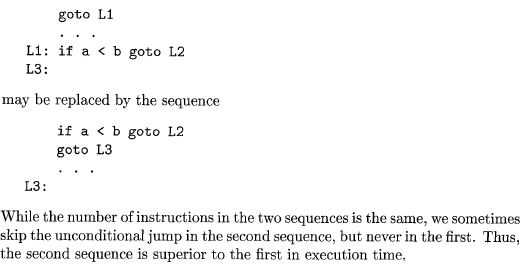 goto L1
. . .
L1: if a < b goto L2
L3:
may be replaced by the sequence
if a < b goto L2
goto L3
. . .
L3:
While the number of instructions in the two sequences is the same, we sometimes
skip the unconditional jump in the second sequence, but never in the first. Thus,
the second sequence is superior to the first in execution time.